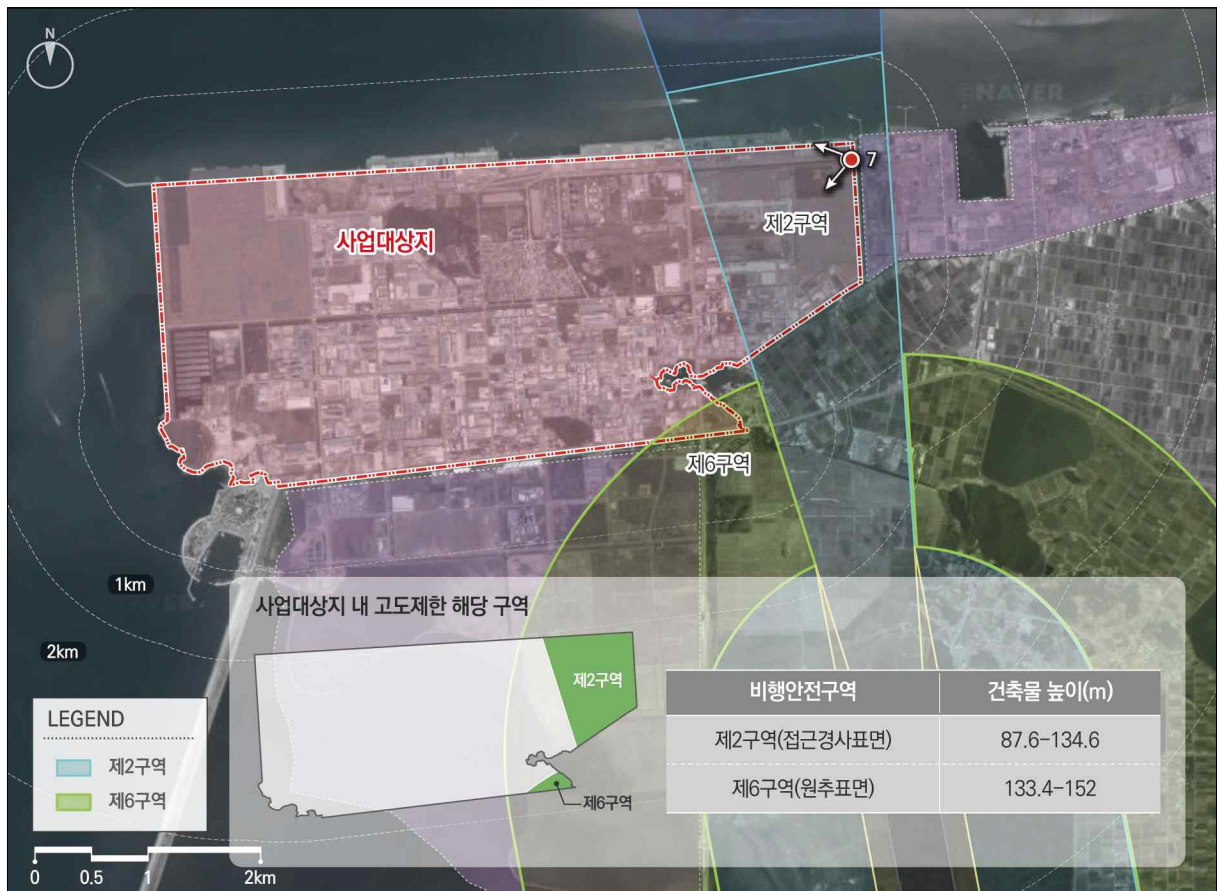 N
©NAVER
7
제2구역
사업대상지
제6구역
1km
2km
사업대상지 내 고도제한 해당 구역
제2구역
제6구역
비행안전구역 건축물 높이(m)
제2구역(접근경사표면) 87.6-134.6
제6구역(원추표면) 133.4-152
LEGEND
제2구역
제6구역
0 0.5 1 2km